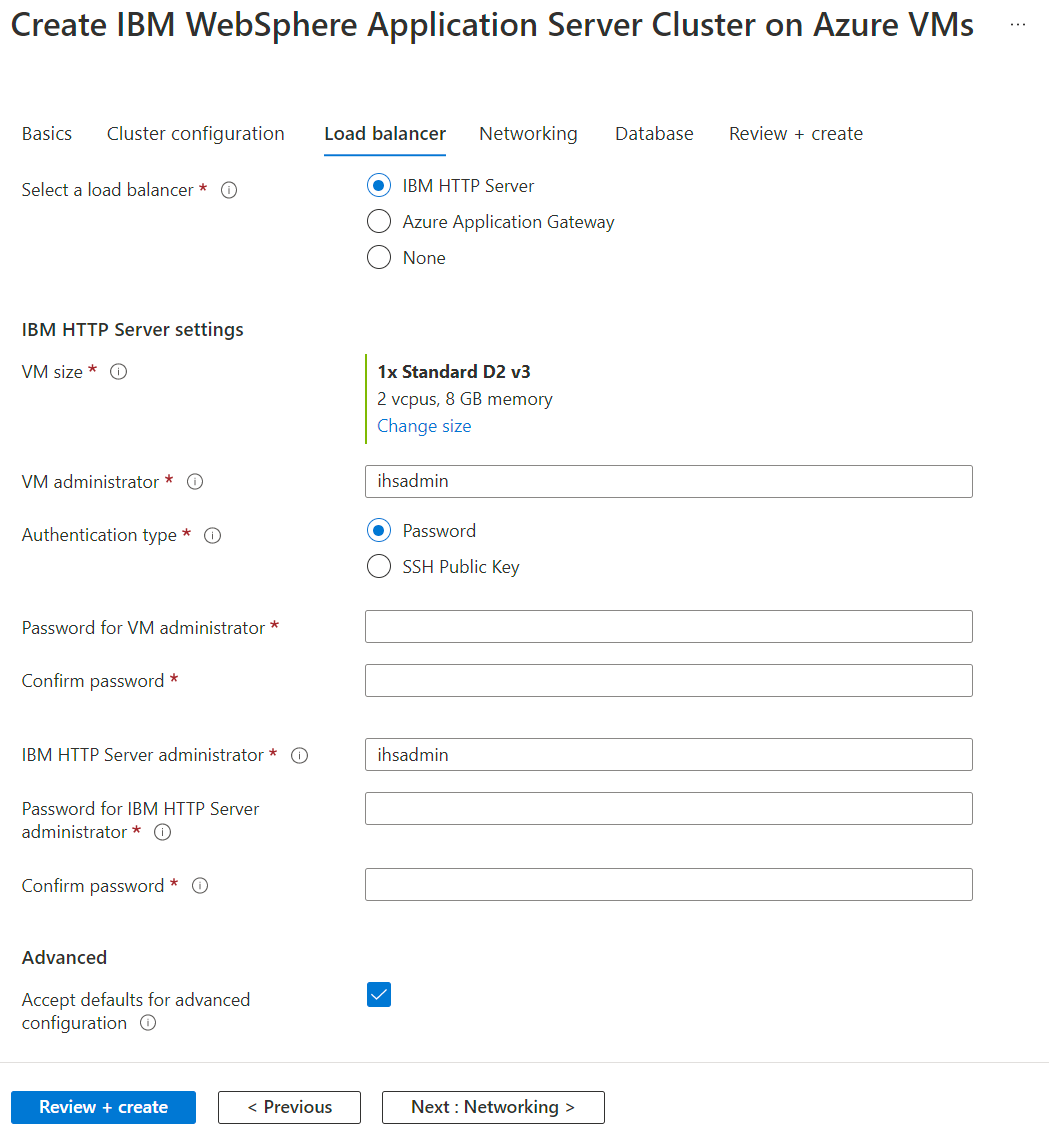 Create IBM WebSphere Application Server Cluster on Azure VMs ...
Basics Cluster configuration Load balancer Networking Database Review + create
Select a load balancer *
IBM HTTP Server
Azure Application Gateway
None
IBM HTTP Server settings
VM size *
1x Standard D2 v3
2 vcpus, 8 GB memory
Change size
VM administrator *
ihsadmin
Authentication type *
Password
SSH Public Key
Password for VM administrator *
Confirm password *
IBM HTTP Server administrator *
ihsadmin
Password for IBM HTTP Server
administrator *
Confirm password *
Advanced
Accept defaults for advanced
configuration
Review + create < Previous Next : Networking >